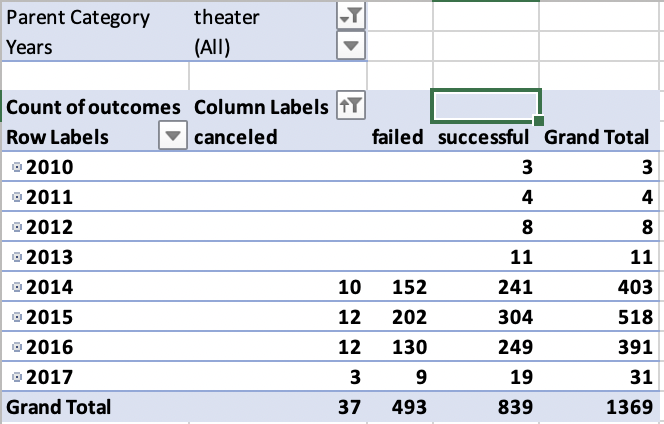 Parent Category theater
Years (All)
Count of outcomes Column Labels
Row Labels canceled failed successful Grand Total
2010 3 3
2011 4 4
2012 8 8
2013 11 11
2014 10 152 241 403
2015 12 202 304 518
2016 12 130 249 391
2017 3 9 19 31
Grand Total 37 493 839 1369